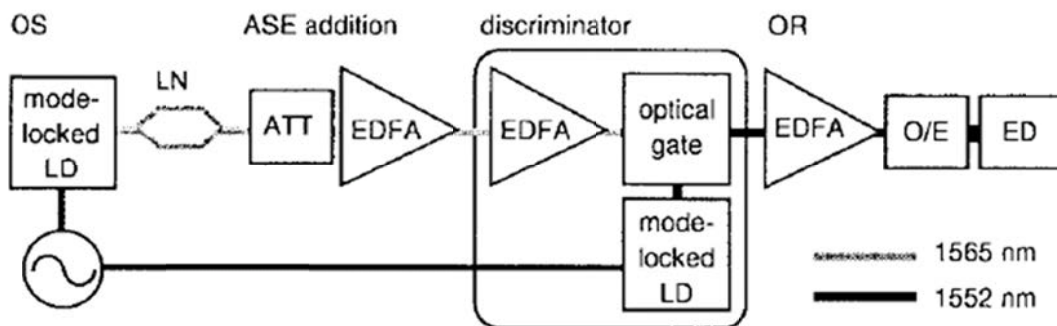 OS
ASE addition
discriminator
OR
LN
mode-
locked
LD
ATT
EDFA
EDFA
optical
gate
EDFA
O/E
ED
mode-
locked
LD
1565 nm
1552 nm